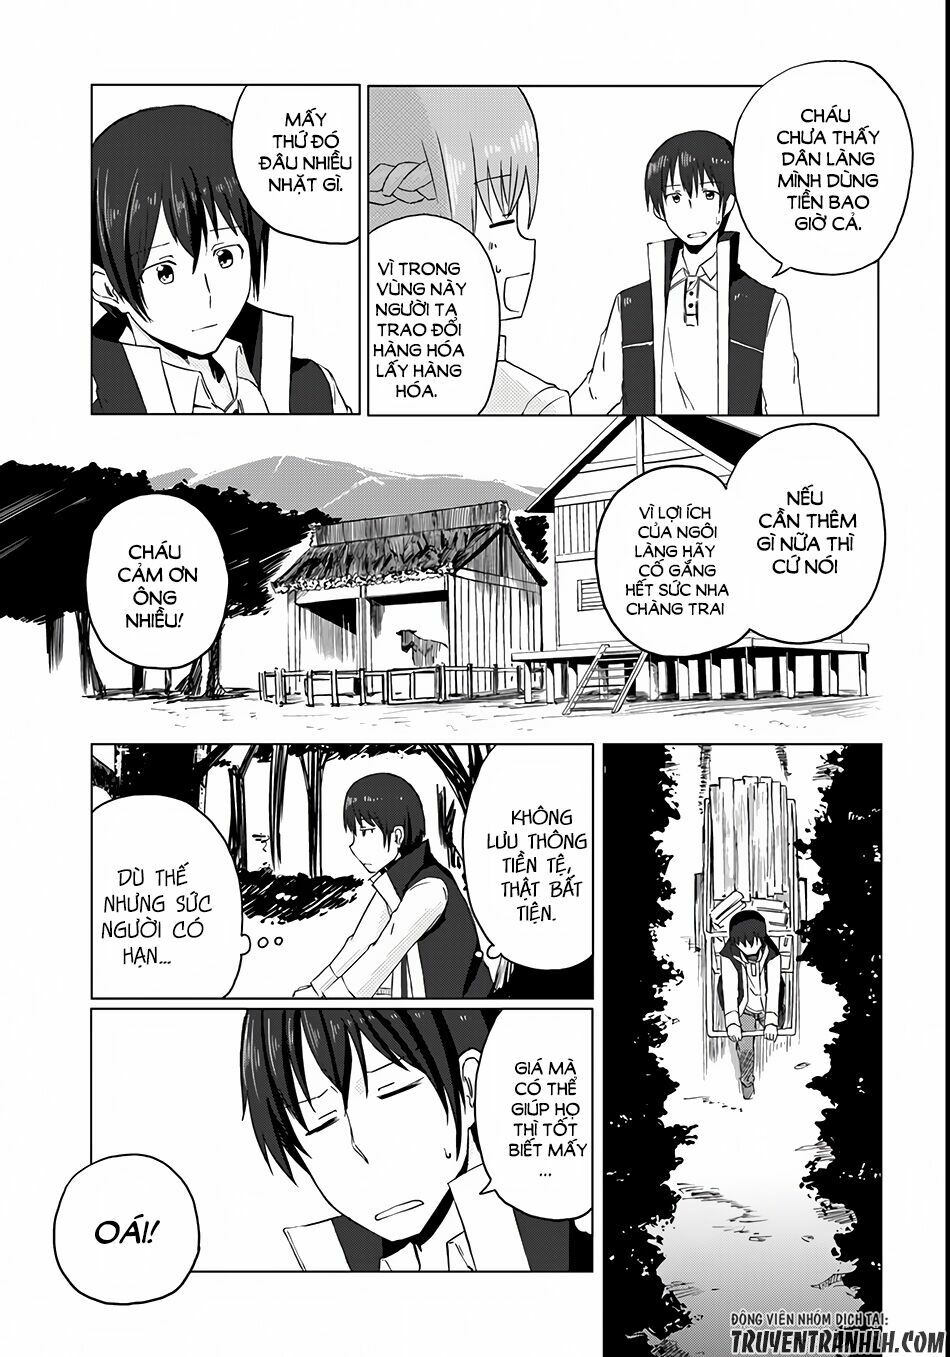 CHÁU
CHƯA THẤY
DÂN LÀNG
MÌNH DÙNG
TIỀN BAO
GIỜ CẢ.
VÌ TRONG
VÙNG NÀY
NGƯỜI TA
TRAO ĐỔI
HÀNG HÓA
LẤY HÀNG
HÓA.
MẤY
THỨ ĐÓ
ĐÂU NHIỀU
NHẶT GÌ.
NẾU
CẦN THÊM
GÌ NỮA THÌ
CỨ NÓI
VÌ LỢI ÍCH
CỦA NGÔI
LÀNG HÃY
CỐ GẮNG
HẾT SỨC NHA
CHÀNG TRAI
CHÁU
CẢM ƠN
ÔNG
NHIỀU!
KHÔNG
LƯU THÔNG
TIỀN TỆ,
THẬT BẤT
TIỆN.
DÙ THẾ
NHƯNG SỨC
NGƯỜI CÓ
HẠN...
GIÁ MÀ
CÓ THỂ
GIÚP HỌ
THÌ TỐT
BIẾT MẤY
...
OÁI!
ĐỘNG VIÊN NHÓM DỊCH TẠI:
TRUYENTRANHLH.COM